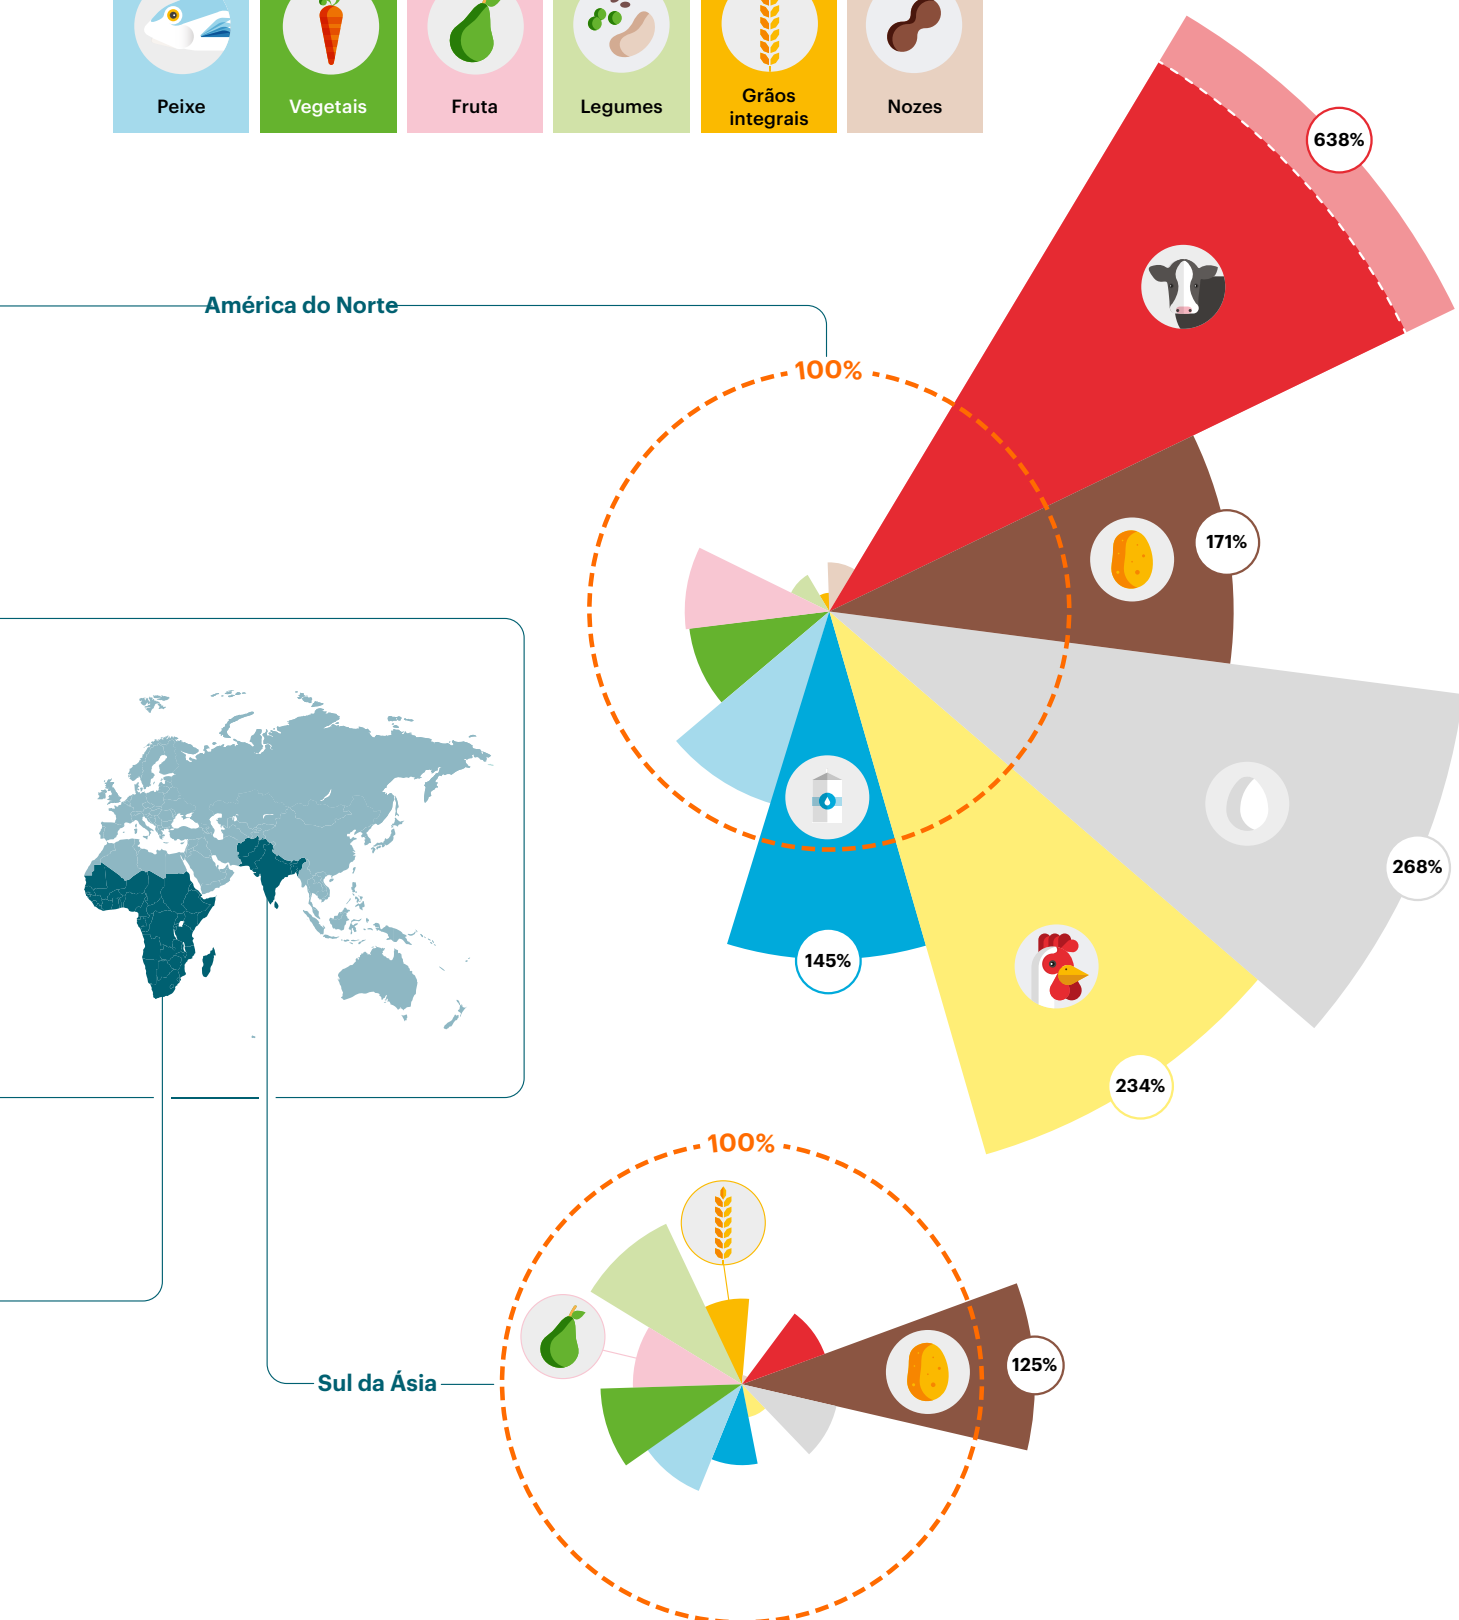 Peixe
Vegetais
Fruta
Legumes
Grãos
integrais
Nozes
638%
América do Norte
100%
171%
268%
145%
234%
100%
125%
Sul da Ásia